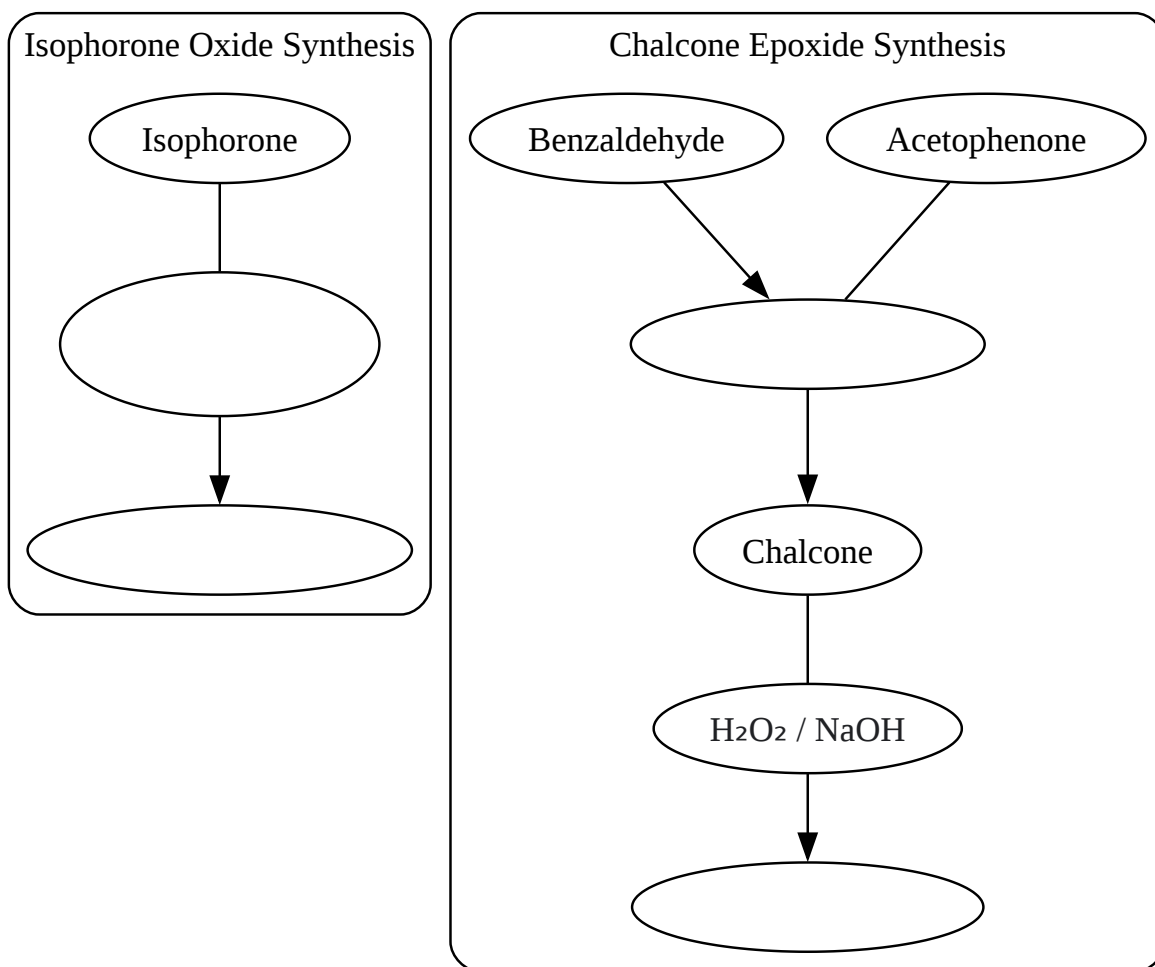 Isophorone Oxide Synthesis
Isophorone
Chalcone Epoxide Synthesis
Benzaldehyde
Acetophenone
Chalcone
H₂O₂ / NaOH